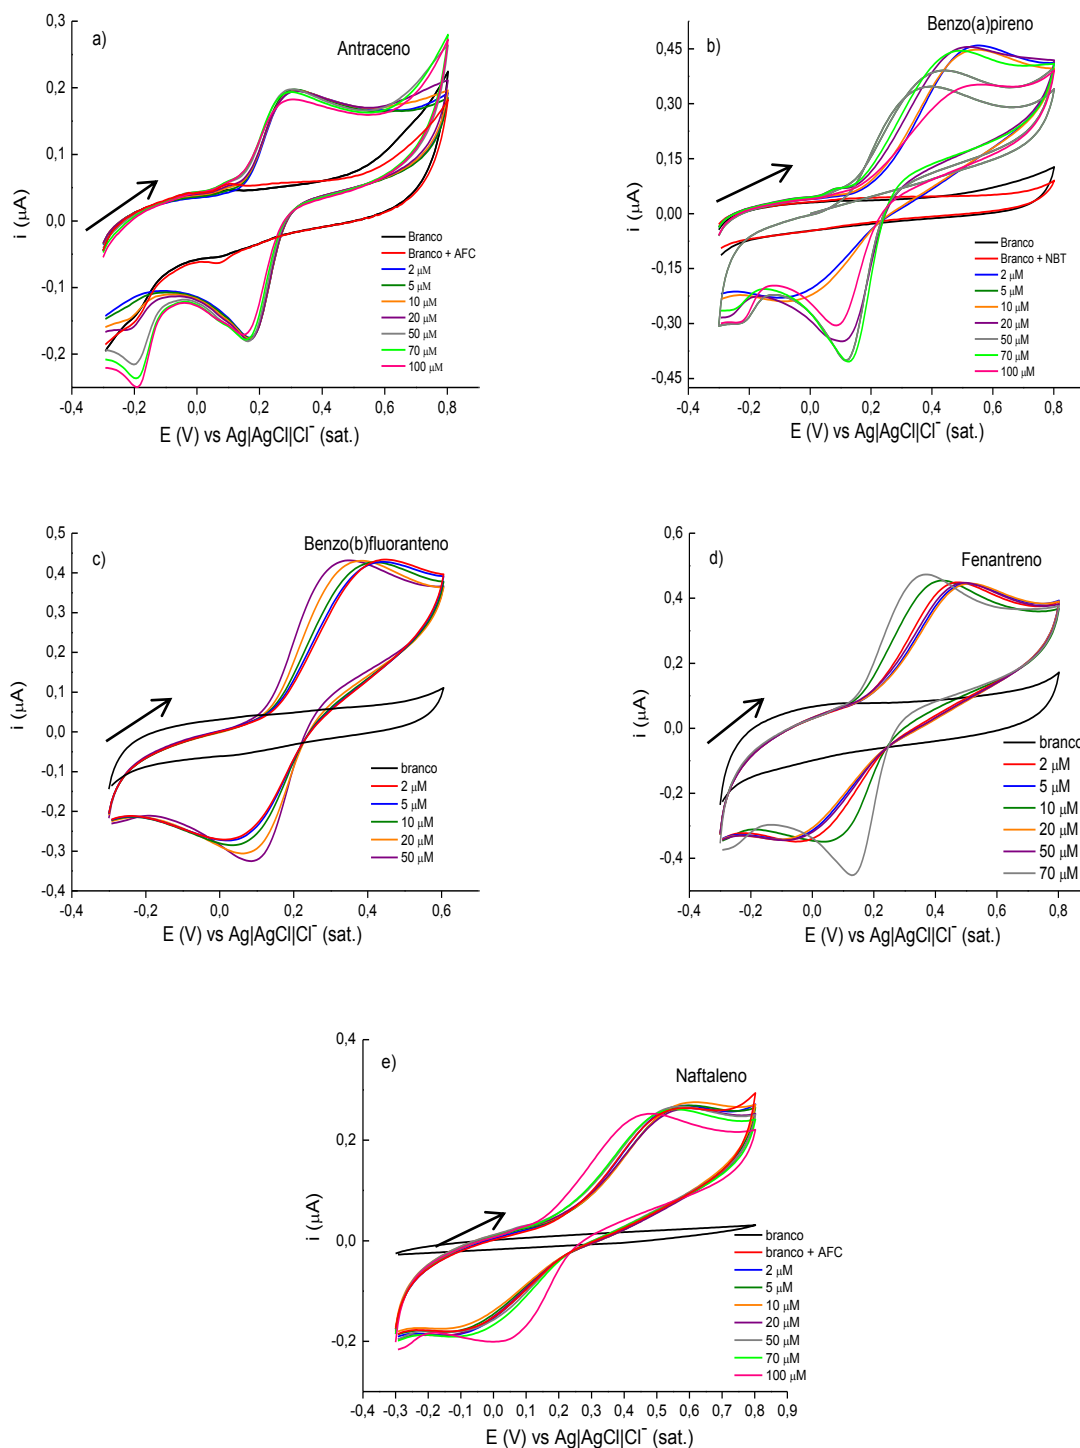 a)
Antraceno
i (μA)
0,3
0,2
0,1
0,0
-0,1
-0,2
Branco
Branco + AFC
2 μM
5 μM
10 μM
20 μM
50 μM
70 μM
100 μM
-0,4 -0,2 0,0 0,2 0,4 0,6 0,8
E (V) vs Ag|AgCl|Cl⁻ (sat.)
b)
Benzo(a)pireno
i (μA)
0,45
0,30
0,15
0,00
-0,15
-0,30
-0,45
Branco
Branco + NBT
2 μM
5 μM
10 μM
20 μM
50 μM
70 μM
100 μM
-0,4 -0,2 0,0 0,2 0,4 0,6 0,8
E (V) vs Ag|AgCl|Cl⁻ (sat.)
c)
Benzo(b)fluoranteno
i (μA)
0,5
0,4
0,3
0,2
0,1
0,0
-0,1
-0,2
-0,3
-0,4
branco
2 μM
5 μM
10 μM
20 μM
50 μM
-0,4 -0,2 0,0 0,2 0,4 0,6
E (V) vs Ag|AgCl|Cl⁻ (sat.)
d)
Fenantreno
i (μA)
0,6
0,4
0,2
0,0
-0,2
-0,4
branco
2 μM
5 μM
10 μM
20 μM
50 μM
70 μM
-0,4 -0,2 0,0 0,2 0,4 0,6 0,8
E (V) vs Ag|AgCl|Cl⁻ (sat.)
e)
Naftaleno
i (μA)
0,4
0,2
0,0
-0,2
branco
branco + AFC
2 μM
5 μM
10 μM
20 μM
50 μM
70 μM
100 μM
-0,3 -0,2 -0,1 0,0 0,1 0,2 0,3 0,4 0,5 0,6 0,7 0,8 0,9
E (V) vs Ag|AgCl|Cl⁻ (sat.)